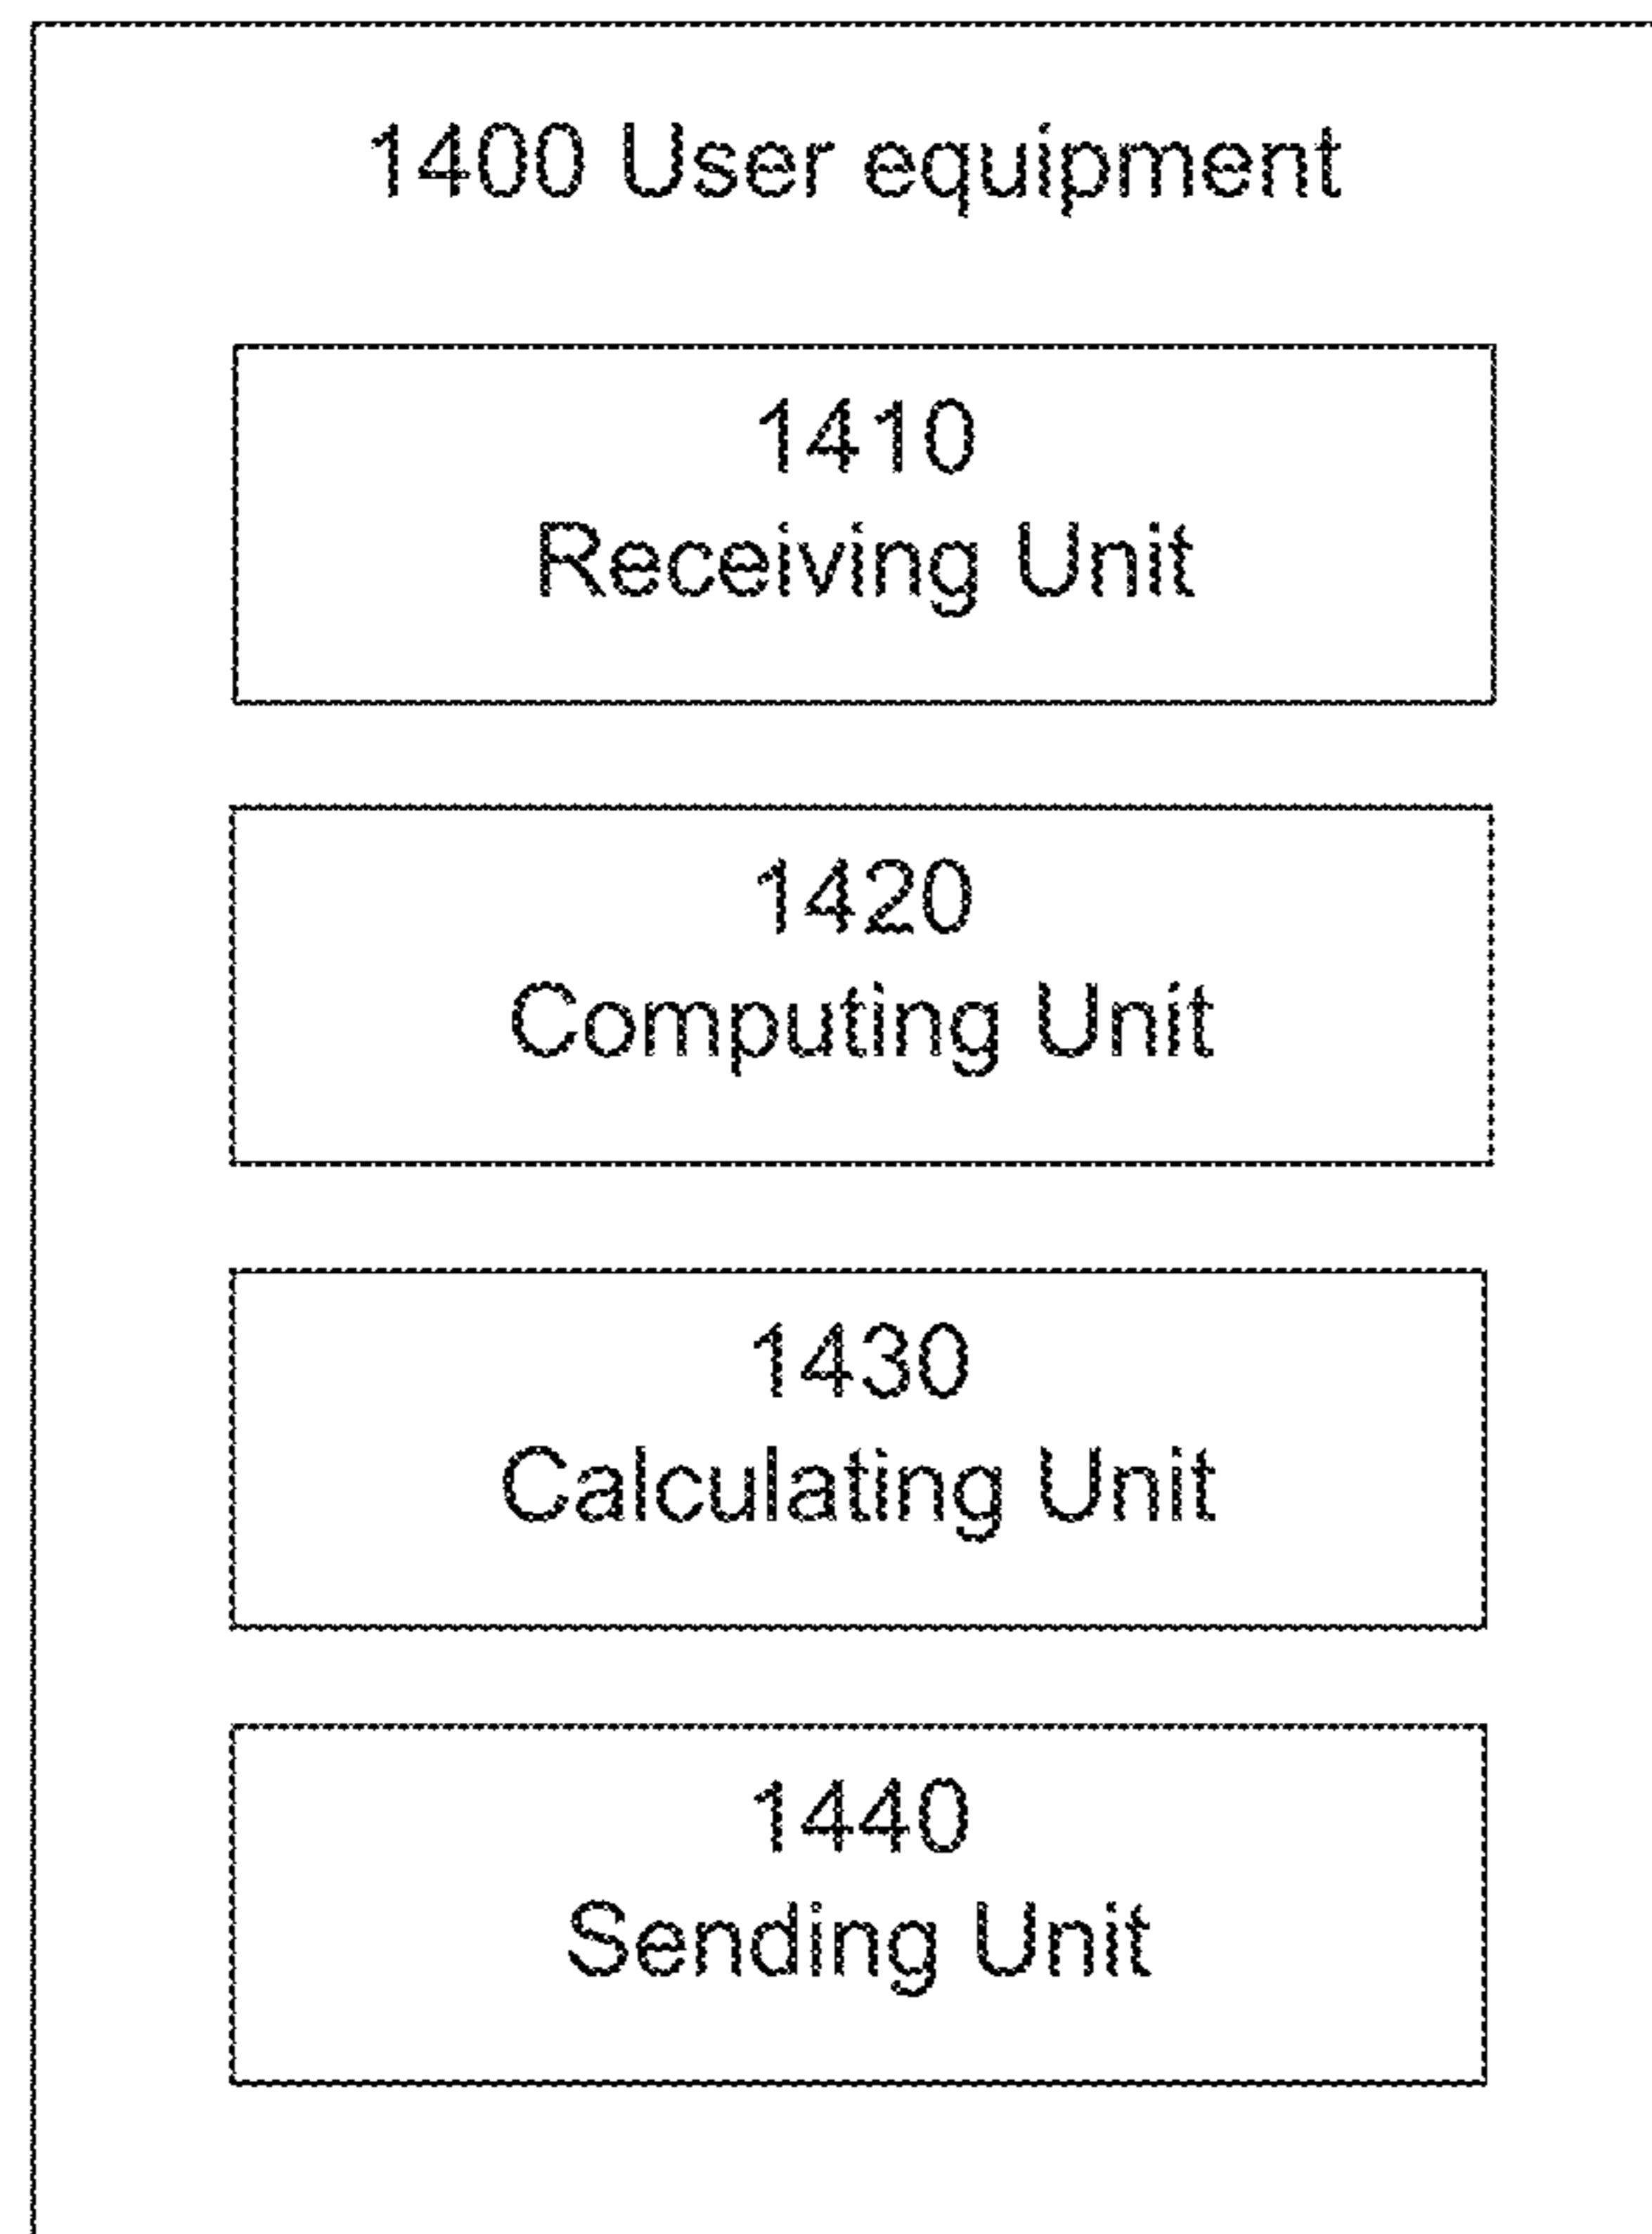 1400 User equipment
1410
Receiving Unit
1420
Computing Unit
1430
Calculating Unit
1440
Sending Unit